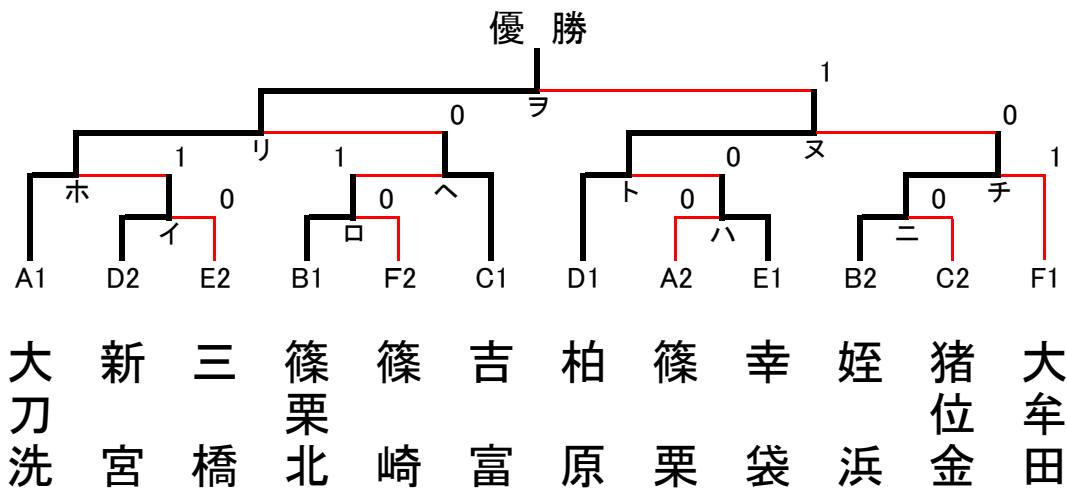 優勝
1
ヲ
0 0
リ ヌ
1 1 0 1
ホ ヘ ト チ
0 0 0 0
イ ロ ハ ニ
A1 D2 E2 B1 F2 C1 D1 A2 E1 B2 C2 F1
大刀洗
新宮
三橋
篠栗北
篠崎
吉富
柏原
篠栗
幸袋
姪浜
猪位金
大牟田